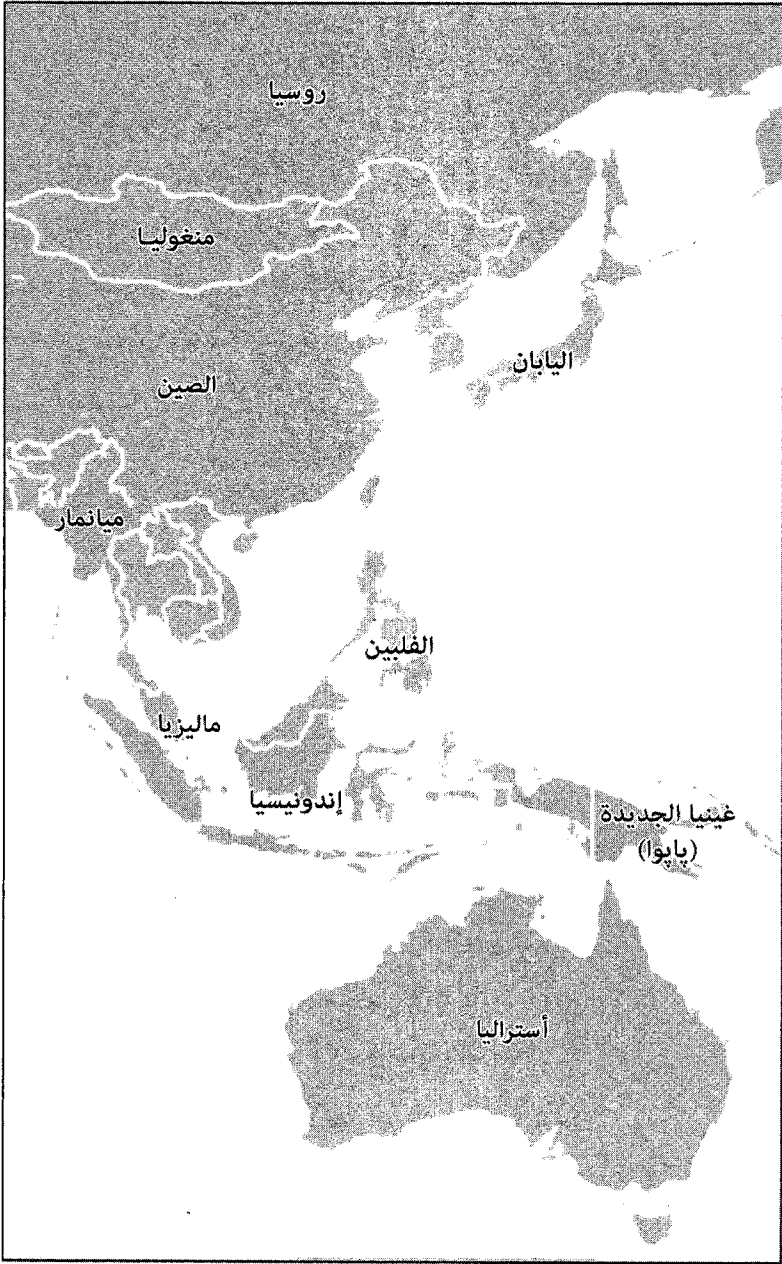 روسيا
منغوليا
اليابان
الصين
ميانمار
الفلبين
ماليزيا
إندونيسيا
غينيا الجديدة
(پاپوا)
أستراليا